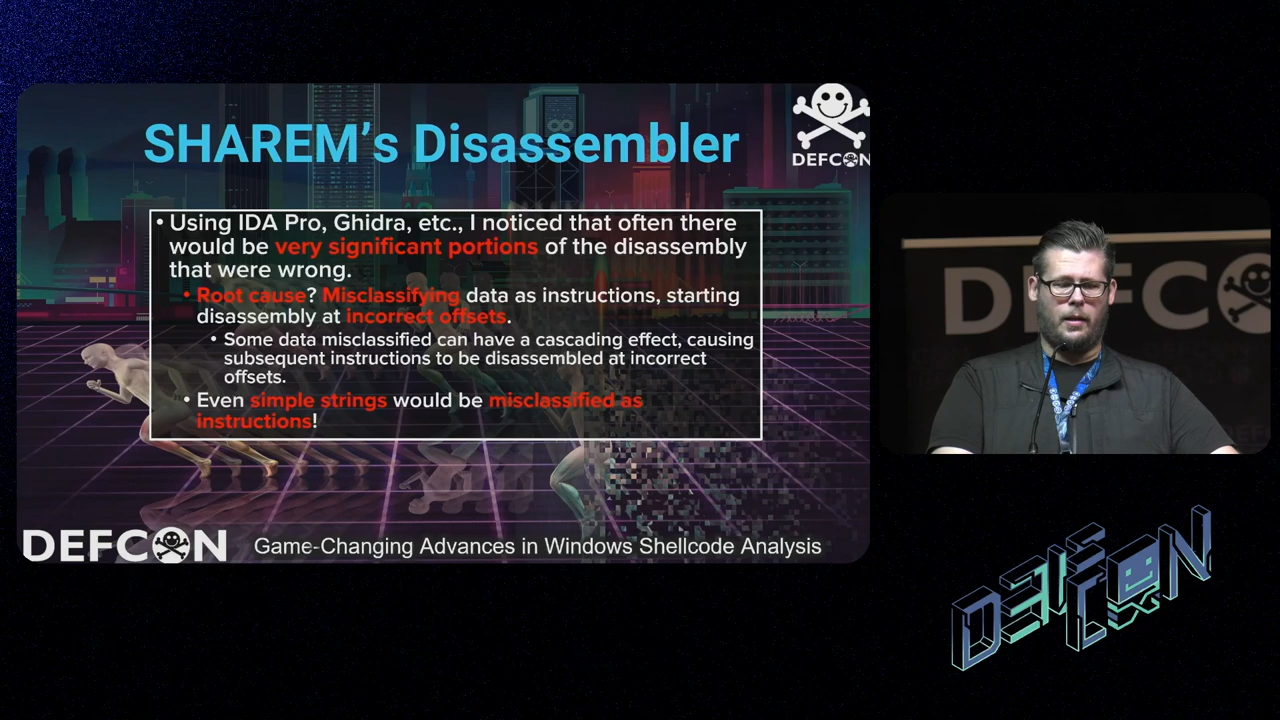 SHAREM's Disassembler
DEFCON
• Using IDA Pro, Ghidra, etc., I noticed that often there
would be very significant portions of the disassembly
that were wrong.
• Root cause? Misclassifying data as instructions, starting
disassembly at incorrect offsets.
• Some data misclassified can have a cascading effect, causing
subsequent instructions to be disassembled at incorrect
offsets.
• Even simple strings would be misclassified as
instructions!
DEFCON
Game-Changing Advances in Windows Shellcode Analysis
DEFCO
DEFCON